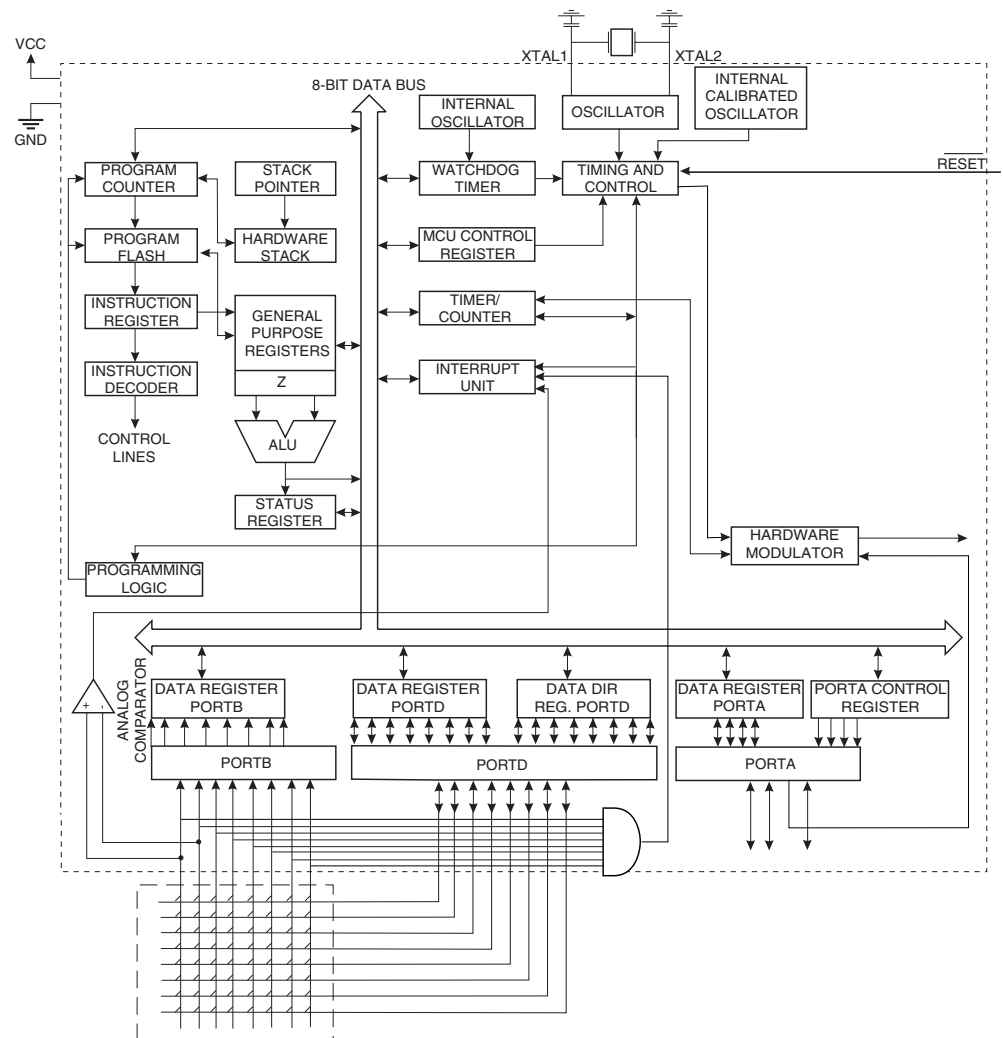 XTAL1
XTAL2
VCC
GND
8-BIT DATA BUS
INTERNAL
OSCILLATOR
OSCILLATOR
INTERNAL
CALIBRATED
OSCILLATOR
RESET
PROGRAM
COUNTER
STACK
POINTER
WATCHDOG
TIMER
TIMING AND
CONTROL
PROGRAM
FLASH
HARDWARE
STACK
MCU CONTROL
REGISTER
INSTRUCTION
REGISTER
GENERAL
PURPOSE
REGISTERS
Z
TIMER/
COUNTER
INSTRUCTION
DECODER
INTERRUPT
UNIT
CONTROL
LINES
ALU
STATUS
REGISTER
HARDWARE
MODULATOR
PROGRAMMING
LOGIC
+ -
ANALOG
COMPARATOR
DATA REGISTER
PORTB
DATA REGISTER
PORTD
DATA DIR
REG. PORTD
DATA REGISTER
PORTA
PORTA CONTROL
REGISTER
PORTB
PORTD
PORTA